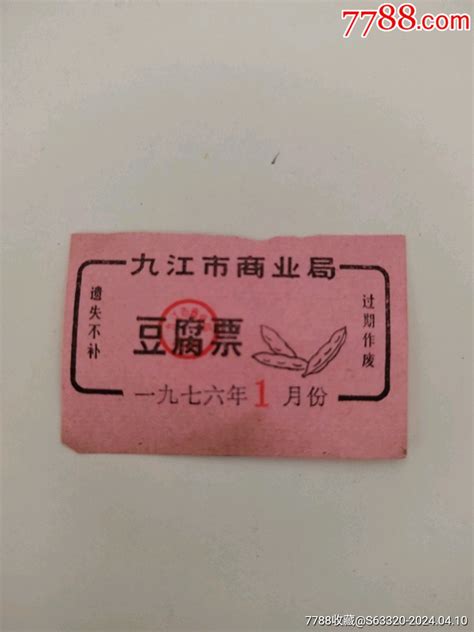 7788.com
九江市商业局
遗失不补
豆腐票
过期作废
一九七六年1月份
7788收藏@S63320-2024.04.10